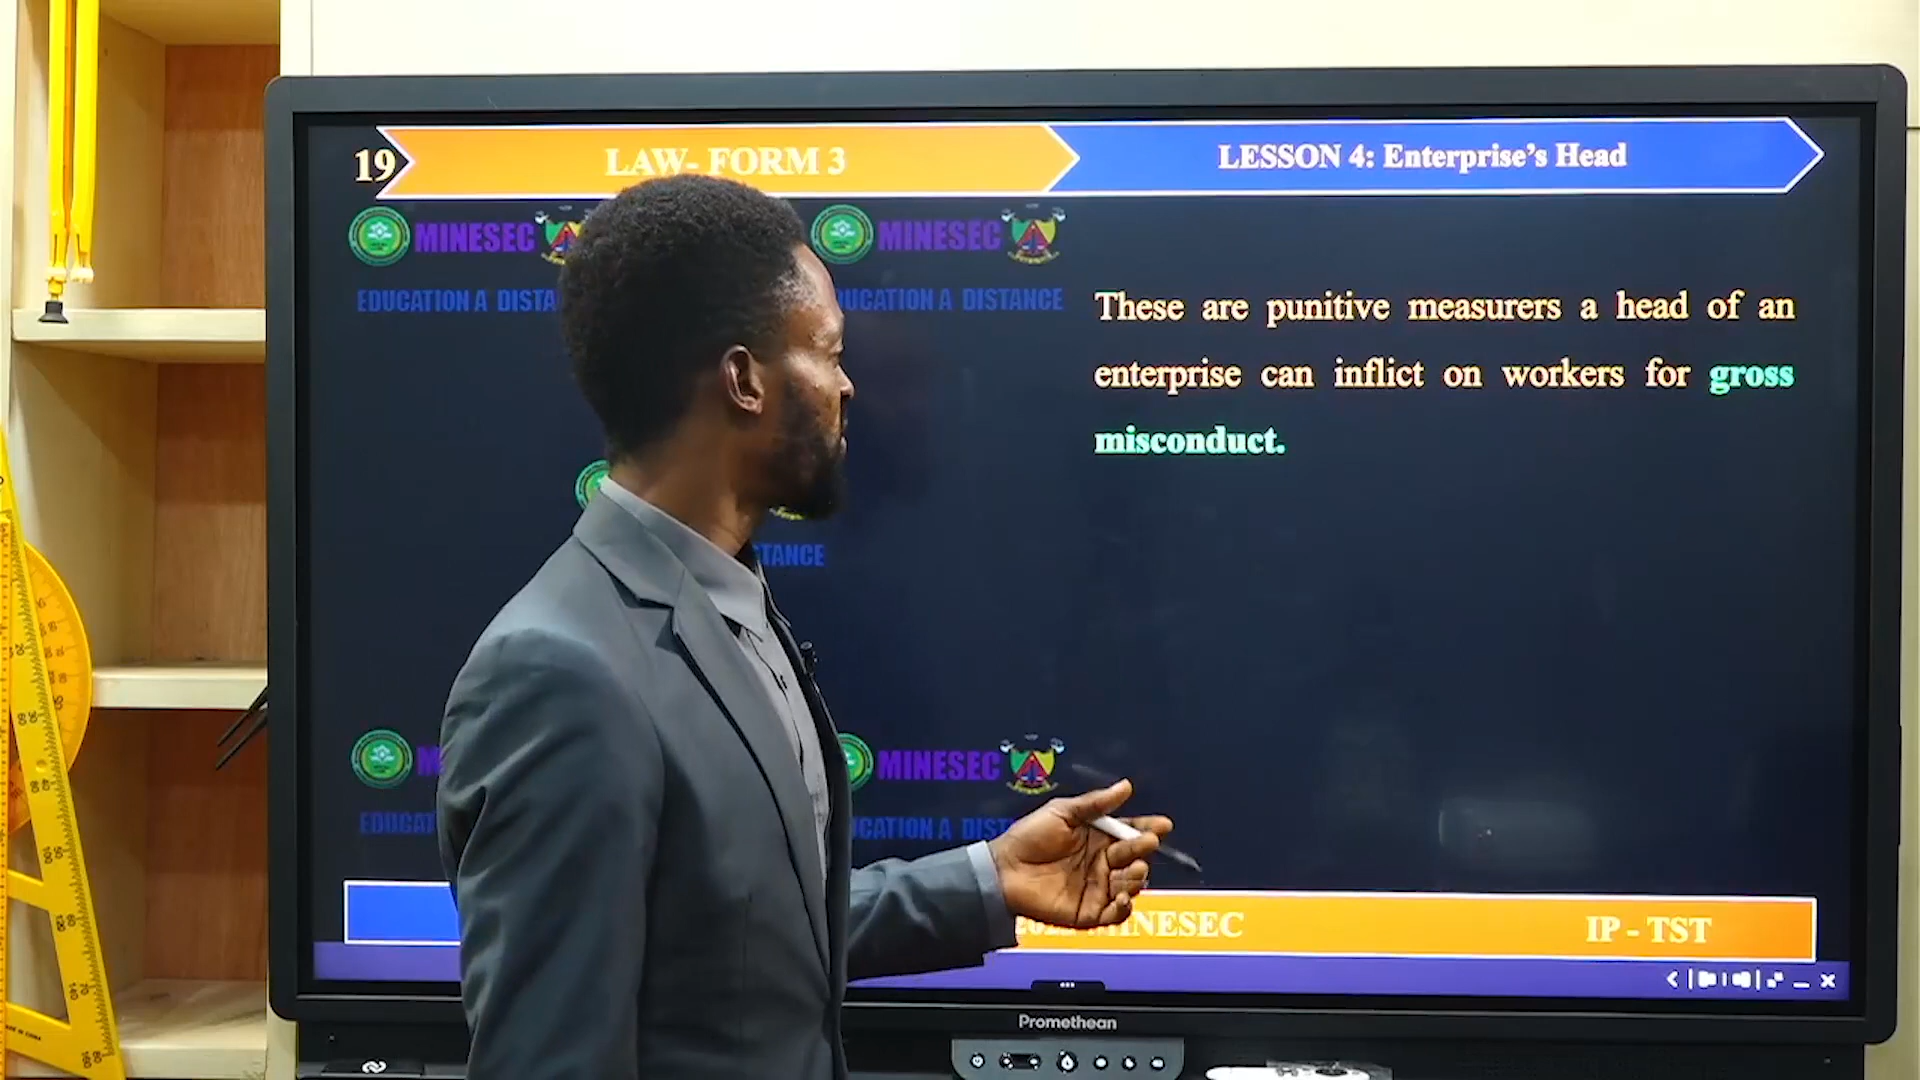 19
LAW- FORM 3
LESSON 4: Enterprise's Head
MINESEC
MINESEC
EDUCATION A
DISTANCE
These are punitive measurers a head of an
enterprise can inflict on workers for gross
misconduct.
MINESEC
MINESEC
IP - TST
Promethean